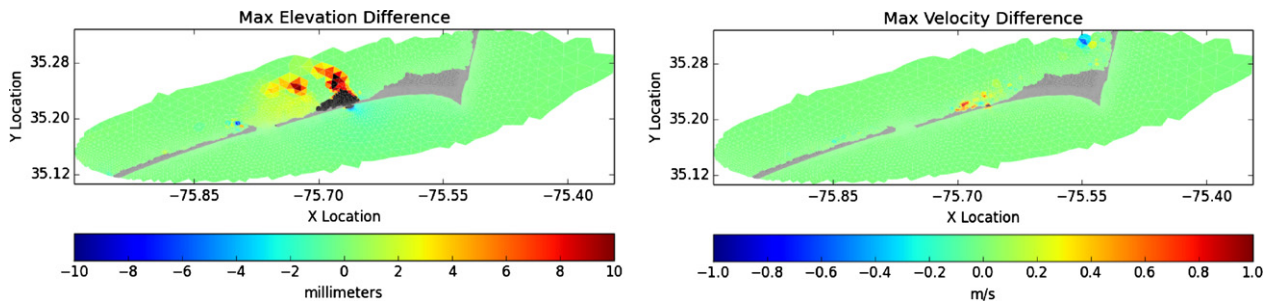 Max Elevation Difference
Y Location
35.28
35.20
35.12
−75.85 −75.70 −75.55 −75.40
X Location
−10 −8 −6 −4 −2 0 2 4 6 8 10
millimeters
Max Velocity Difference
Y Location
35.28
35.20
35.12
−75.85 −75.70 −75.55 −75.40
X Location
−1.0 −0.8 −0.6 −0.4 −0.2 0.0 0.2 0.4 0.6 0.8 1.0
m/s